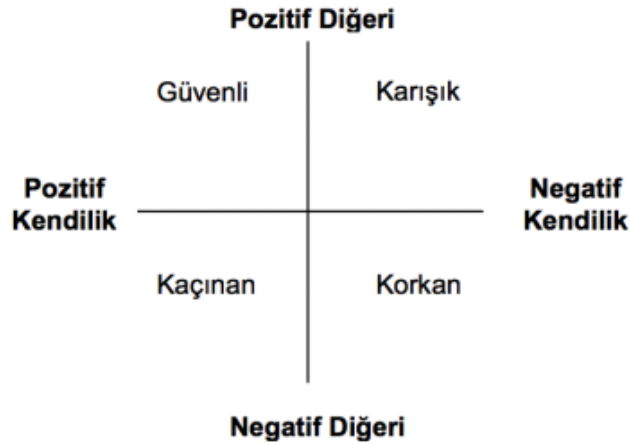 Pozitif Diğeri
Güvenli
Karışık
Pozitif
Kendilik
Negatif
Kendilik
Kaçınan
Korkan
Negatif Diğeri